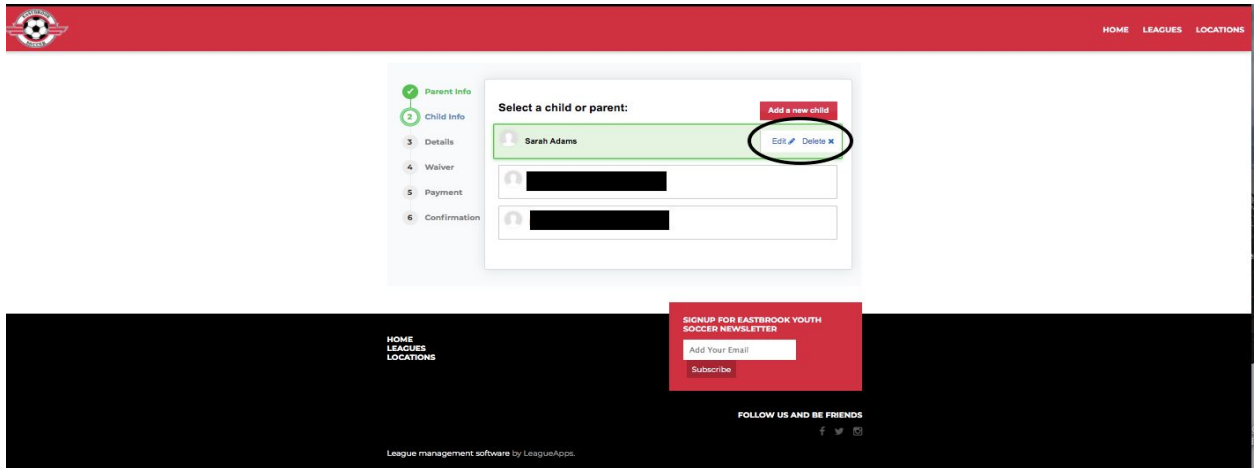 EASTBROOK
SOCCER
HOME LEAGUES LOCATIONS
Parent Info
2 Child Info
3 Details
4 Waiver
5 Payment
6 Confirmation
Select a child or parent:
Add a new child
Sarah Adams
Edit Delete
HOME
LEAGUES
LOCATIONS
SIGNUP FOR EASTBROOK YOUTH
SOCCER NEWSLETTER
Add Your Email
Subscribe
FOLLOW US AND BE FRIENDS
League management software by LeagueApps.